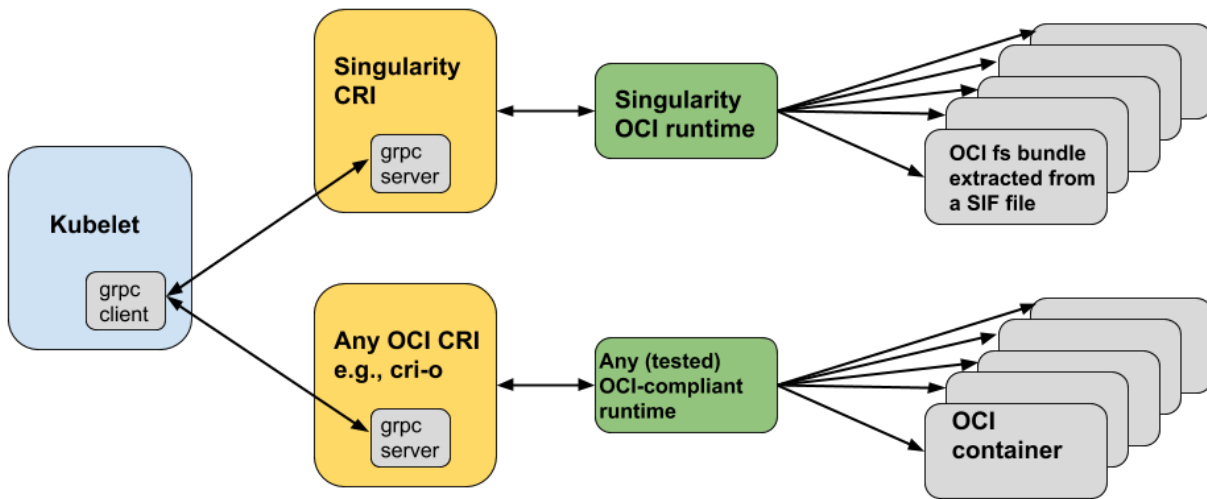 Kubelet
grpc
client
Singularity
CRI
grpc
server
Singularity
OCI runtime
OCI fs bundle
extracted from
a SIF file
Any OCI CRI
e.g., cri-o
grpc
server
Any (tested)
OCI-compliant
runtime
OCI
container